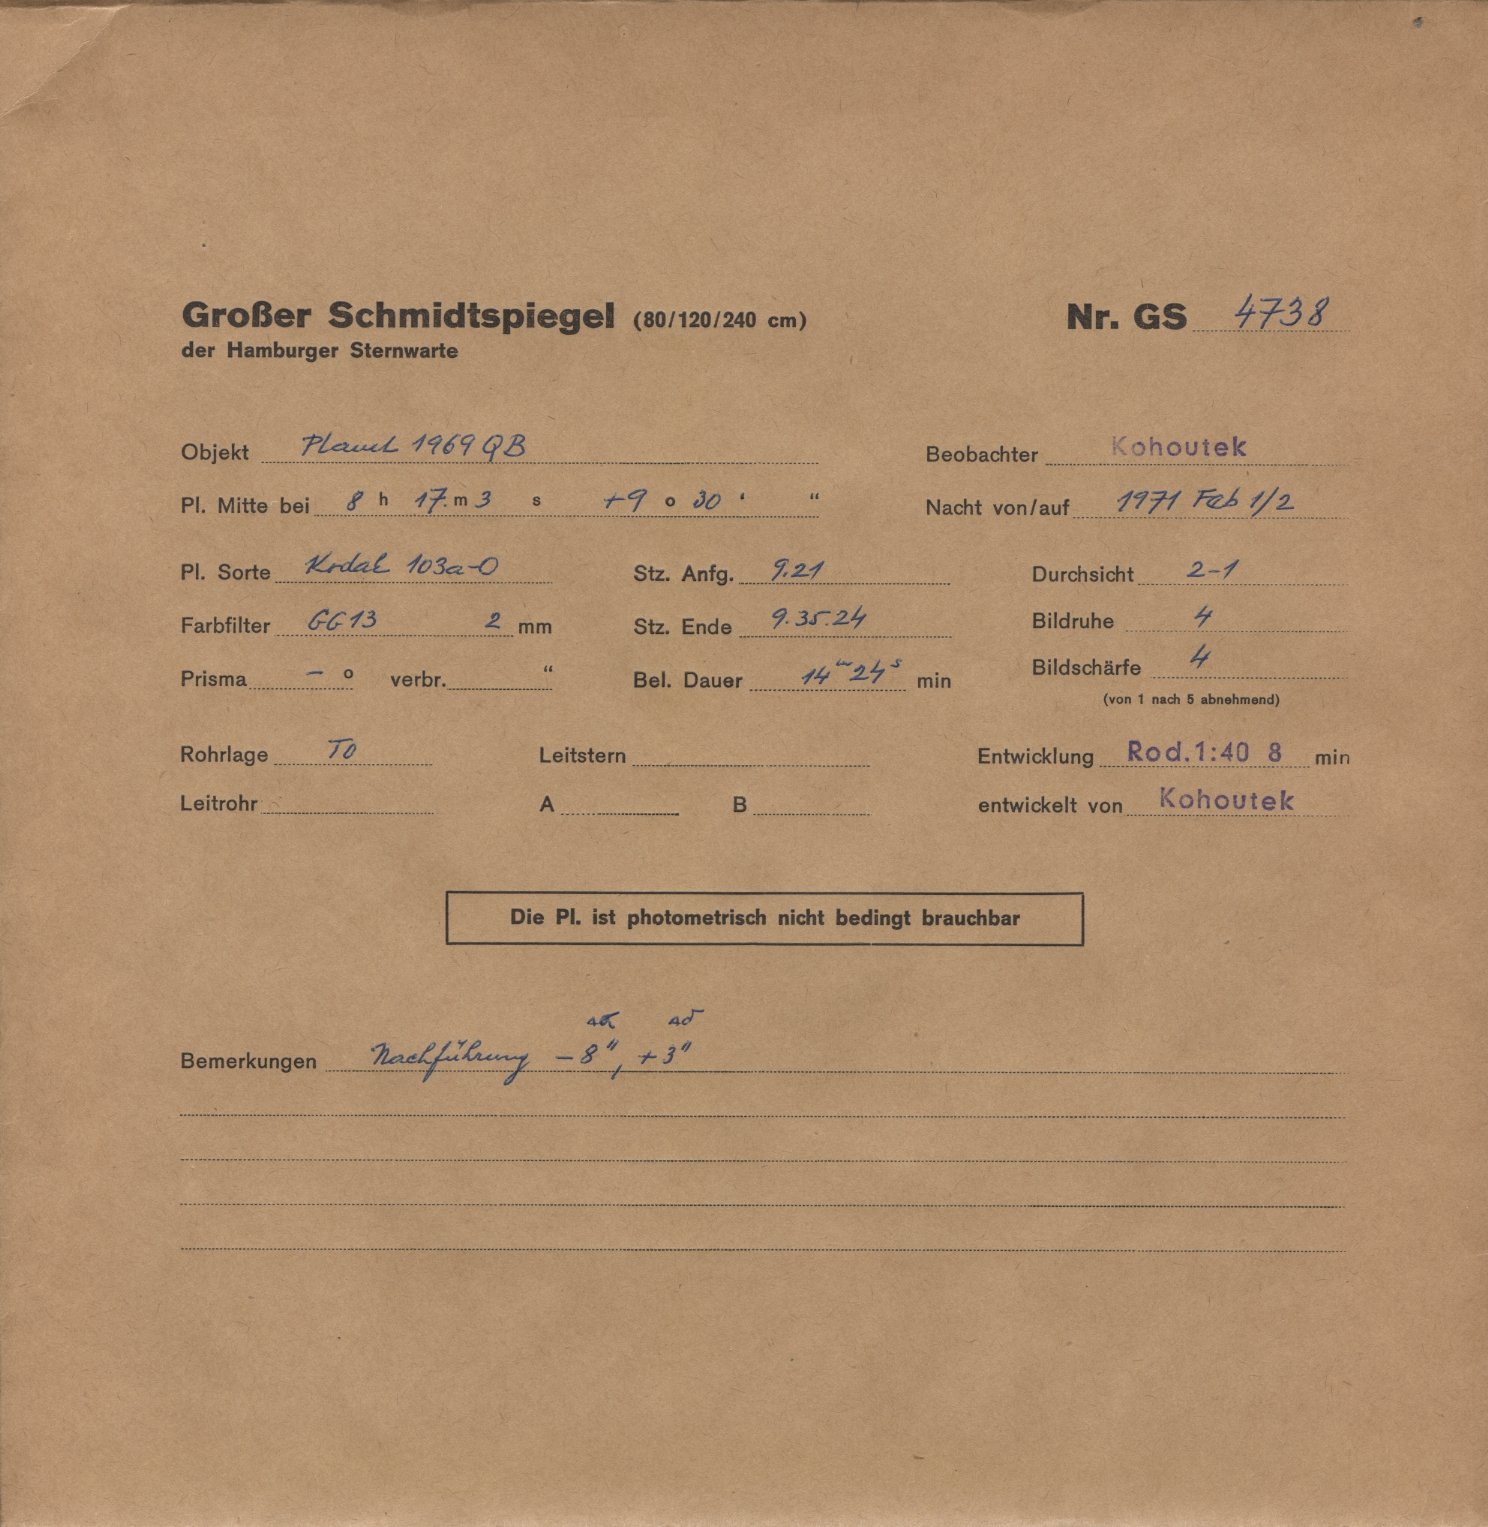 Großer Schmidtspiegel (80/120/240 cm) Nr. GS 4738
der Hamburger Sternwarte
Objekt Planet 1969 QB Beobachter Kohoutek
Pl. Mitte bei 8 h 17. m 3 s +9 o 30 ' " Nacht von/auf 1971 Feb 1/2
Pl. Sorte Kodak 103a-O Stz. Anfg. 9.21 Durchsicht 2-1
Farbfilter GG13 2 mm Stz. Ende 9.35.24 Bildruhe 4
Prisma – o verbr. " Bel. Dauer 14m 24s min Bildschärfe 4
(von 1 nach 5 abnehmend)
Rohrlage TO Leitstern Entwicklung Rod.1:40 8 min
Leitrohr A B entwickelt von Kohoutek
Die Pl. ist photometrisch nicht bedingt brauchbar
Δα Δδ
Bemerkungen Nachführung –8", +3"